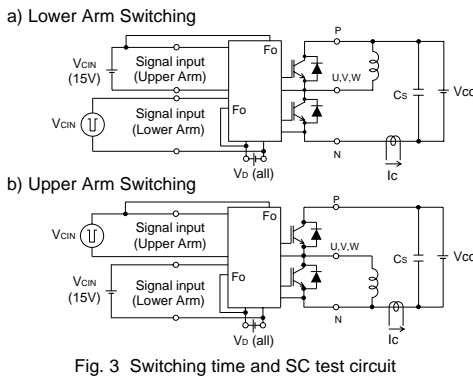 a) Lower Arm Switching
P
Fo
VCIN
(15V)
Signal input
(Upper Arm)
U,V,W
CS
VCC
Fo
Signal input
(Lower Arm)
VCIN
N
VD (all)
Ic
b) Upper Arm Switching
P
Fo
VCIN
Signal input
(Upper Arm)
U,V,W
CS
VCC
VCIN
(15V)
Signal input
(Lower Arm)
Fo
N
VD (all)
Ic
Fig. 3 Switching time and SC test circuit